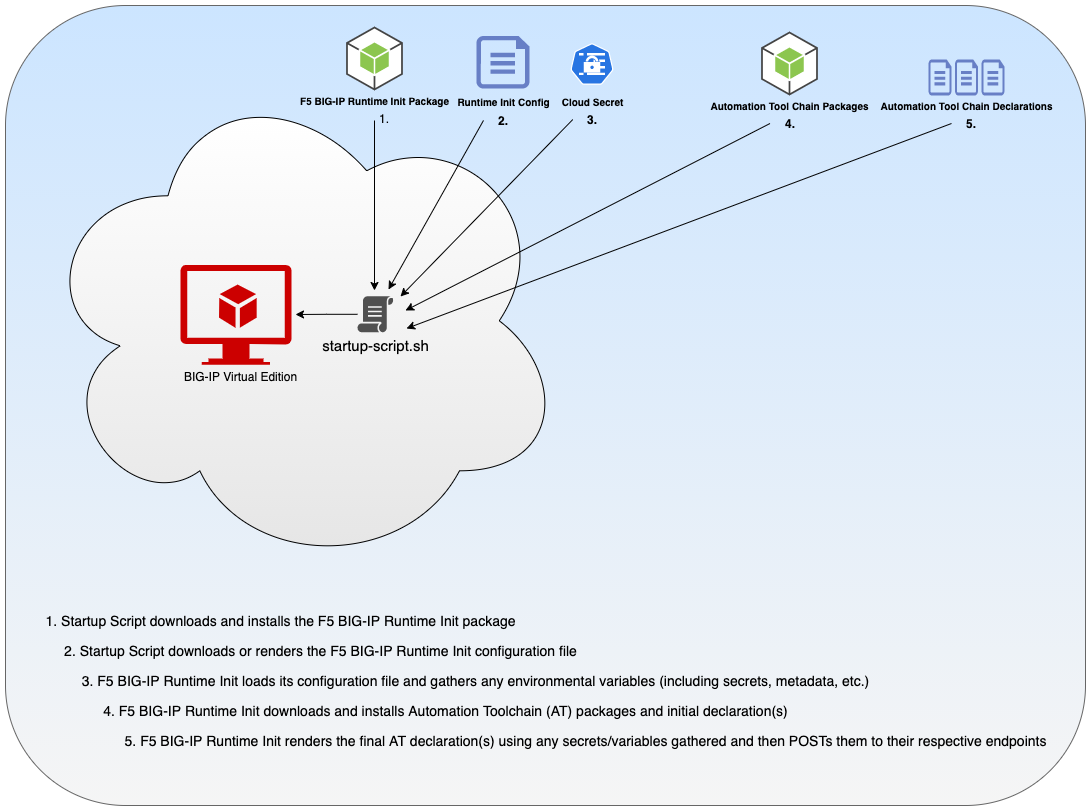 F5 BIG-IP Runtime Init Package
1.
Runtime Init Config
2.
Cloud Secret
3.
Automation Tool Chain Packages
4.
Automation Tool Chain Declarations
5.
startup-script.sh
BIG-IP Virtual Edition
1. Startup Script downloads and installs the F5 BIG-IP Runtime Init package
2. Startup Script downloads or renders the F5 BIG-IP Runtime Init configuration file
3. F5 BIG-IP Runtime Init loads its configuration file and gathers any environmental variables (including secrets, metadata, etc.)
4. F5 BIG-IP Runtime Init downloads and installs Automation Toolchain (AT) packages and initial declaration(s)
5. F5 BIG-IP Runtime Init renders the final AT declaration(s) using any secrets/variables gathered and then POSTs them to their respective endpoints